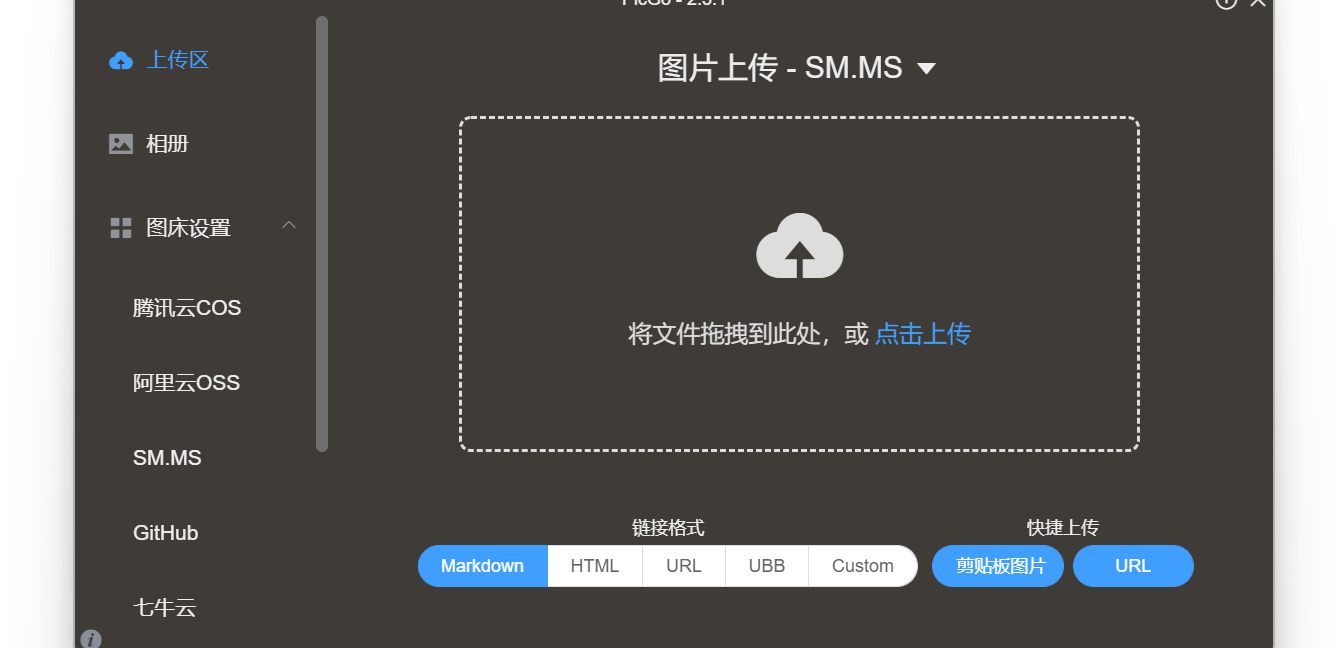 上传区
相册
图床设置
腾讯云COS
阿里云OSS
SM.MS
GitHub
七牛云
图片上传 - SM.MS
将文件拖拽到此处，或 点击上传
链接格式
Markdown HTML URL UBB Custom
快捷上传
剪贴板图片 URL